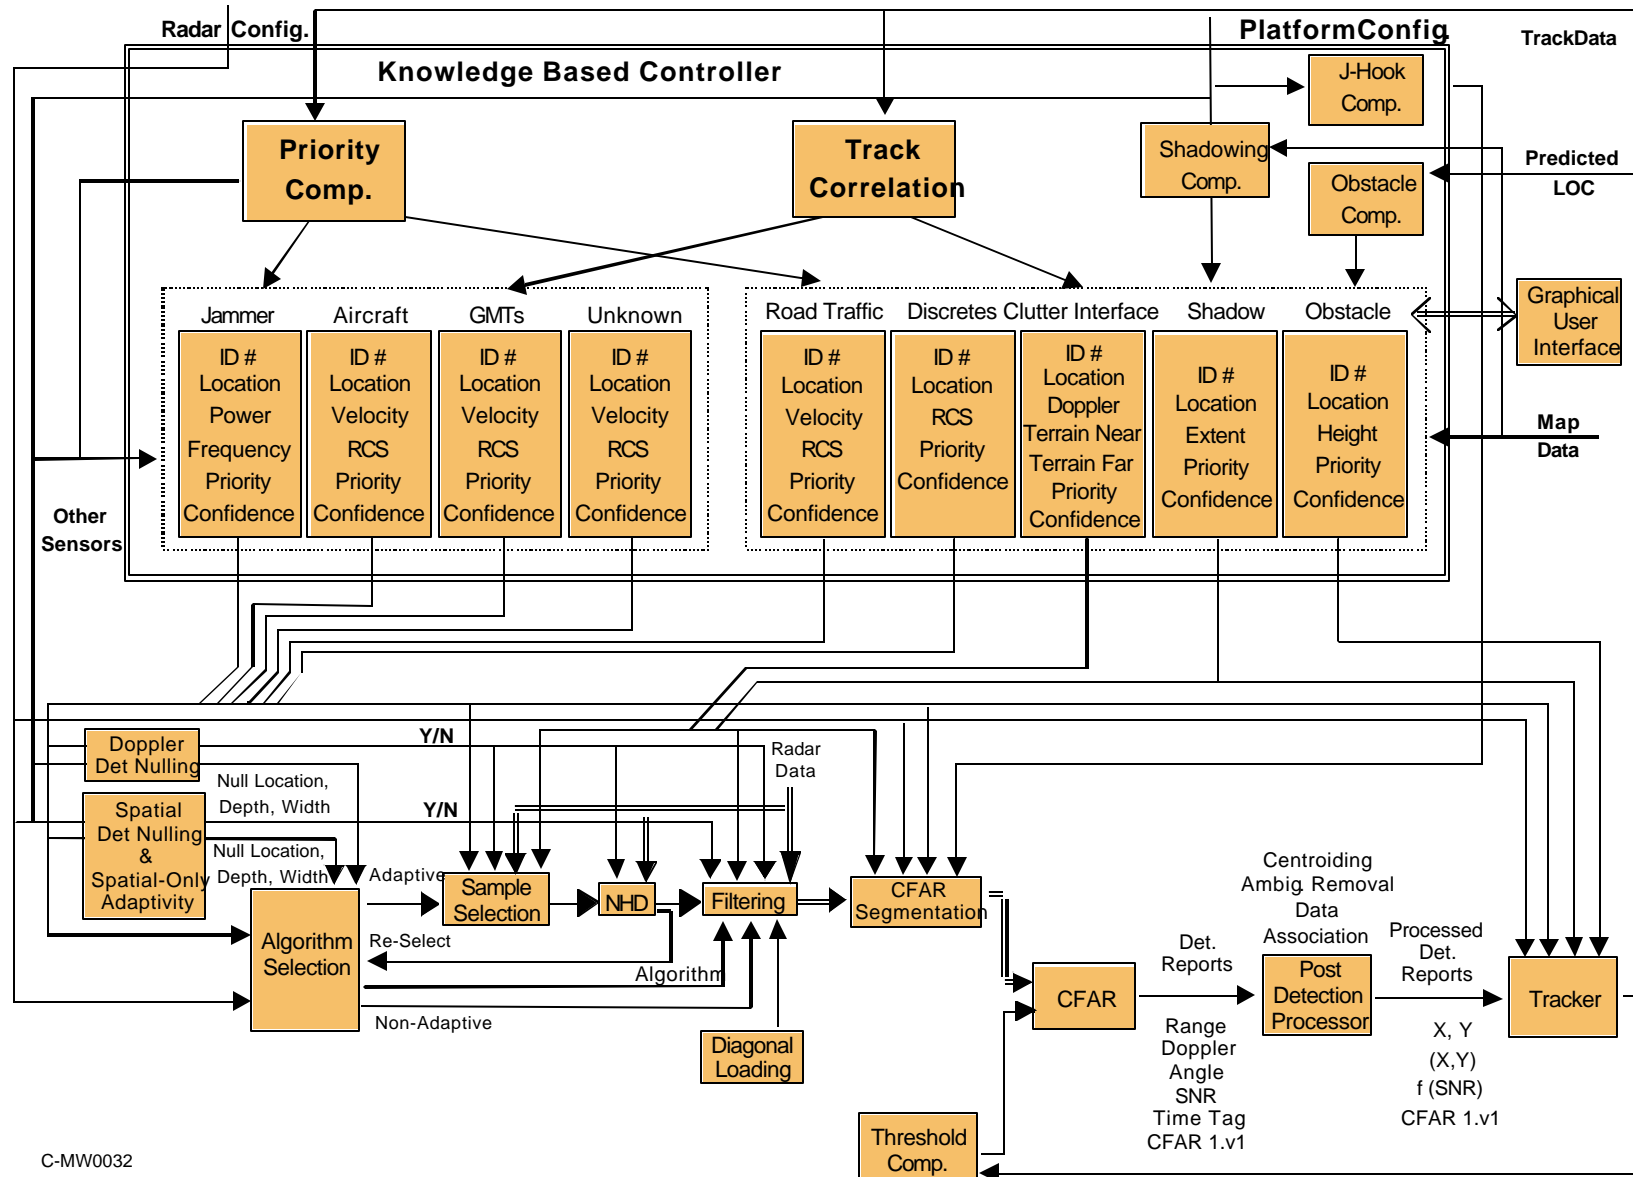 Radar Config.
PlatformConfig
TrackData
Knowledge Based Controller
J-Hook
Comp.
Priority
Comp.
Track
Correlation
Shadowing
Comp.
Obstacle
Comp.
Predicted
LOC
Jammer
Aircraft
GMTs
Unknown
Road Traffic
Discretes
Clutter Interface
Shadow
Obstacle
Graphical
User
Interface
ID #
Location
Power
Frequency
Priority
Confidence
ID #
Location
Velocity
RCS
Priority
Confidence
ID #
Location
Velocity
RCS
Priority
Confidence
ID #
Location
Velocity
RCS
Priority
Confidence
ID #
Location
Velocity
RCS
Priority
Confidence
ID #
Location
RCS
Priority
Confidence
ID #
Location
Doppler
Terrain Near
Terrain Far
Priority
Confidence
ID #
Location
Extent
Priority
Confidence
ID #
Location
Height
Priority
Confidence
Map
Data
Other
Sensors
Doppler
Det Nulling
Y/N
Null Location,
Depth, Width
Radar
Data
Spatial
Det Nulling
&
Spatial-Only
Adaptivity
Y/N
Null Location,
Depth, Width
Adaptive
Sample
Selection
NHD
Filtering
CFAR
Segmentation
Algorithm
Selection
Re-Select
Algorithm
Non-Adaptive
Diagonal
Loading
Threshold
Comp.
CFAR
Det.
Reports
Range
Doppler
Angle
SNR
Time Tag
CFAR 1.v1
Centroiding
Ambig. Removal
Data
Association
Post
Detection
Processor
Processed
Det.
Reports
X, Y
(X,Y)
f (SNR)
CFAR 1.v1
Tracker
C-MW0032